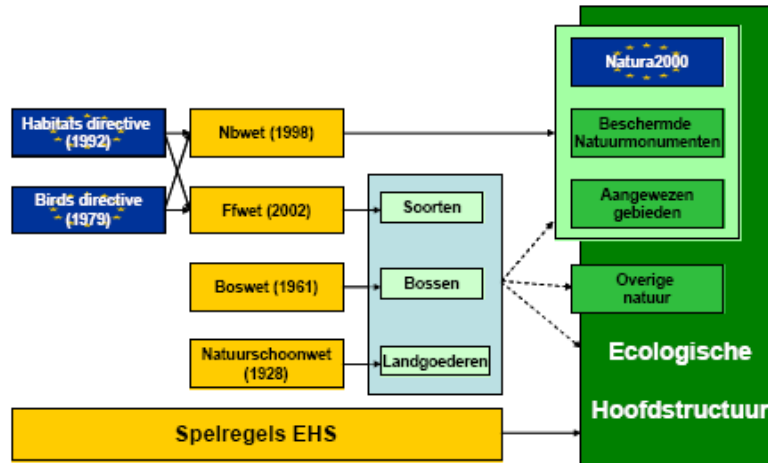 Natura2000
Habitats directive
(1992)
Nbwet (1998)
Beschermde
Natuurmonumenten
Birds directive
(1979)
Ffwet (2002)
Soorten
Aangewezen
gebieden
Boswet (1961)
Bossen
Overige
natuur
Natuurschoonwet
(1928)
Landgoederen
Ecologische
Hoofdstructuur
Spelregels EHS